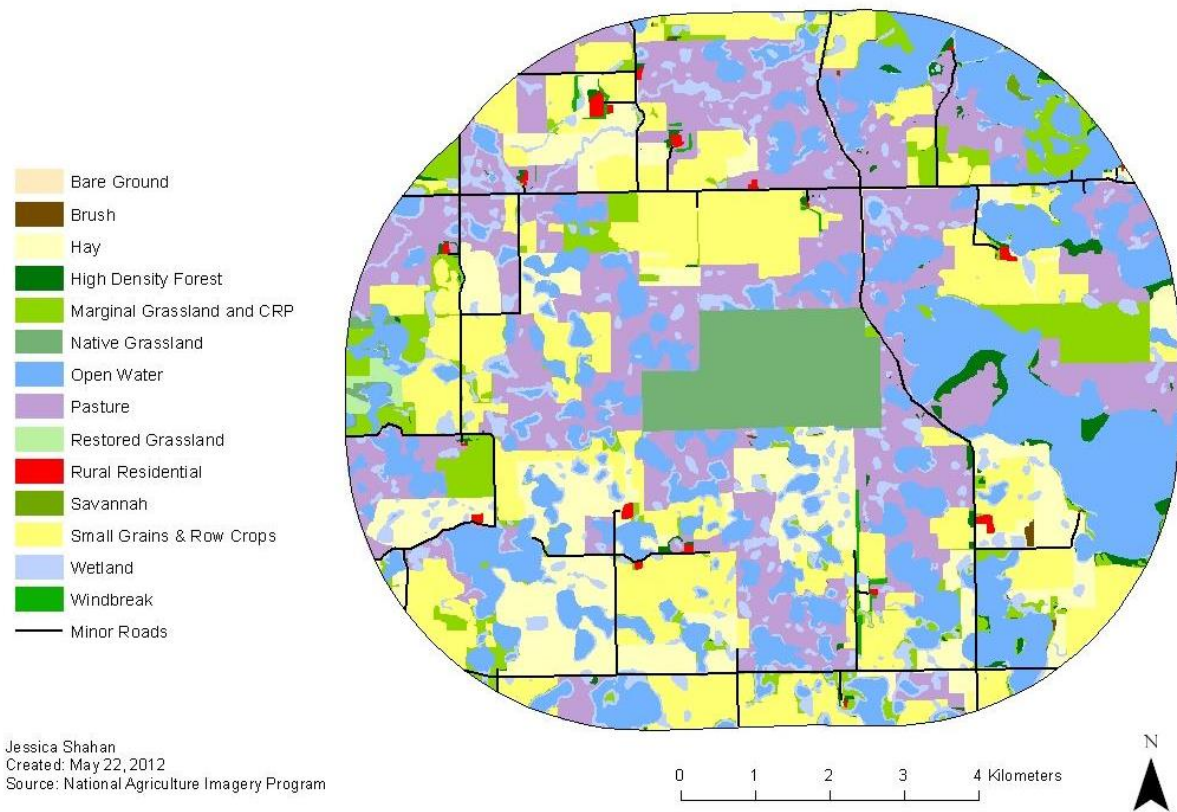 Bare Ground
Brush
Hay
High Density Forest
Marginal Grassland and CRP
Native Grassland
Open Water
Pasture
Restored Grassland
Rural Residential
Savannah
Small Grains & Row Crops
Wetland
Windbreak
Minor Roads
Jessica Shahan
Created: May 22, 2012
Source: National Agriculture Imagery Program
0 1 2 3 4 Kilometers
N